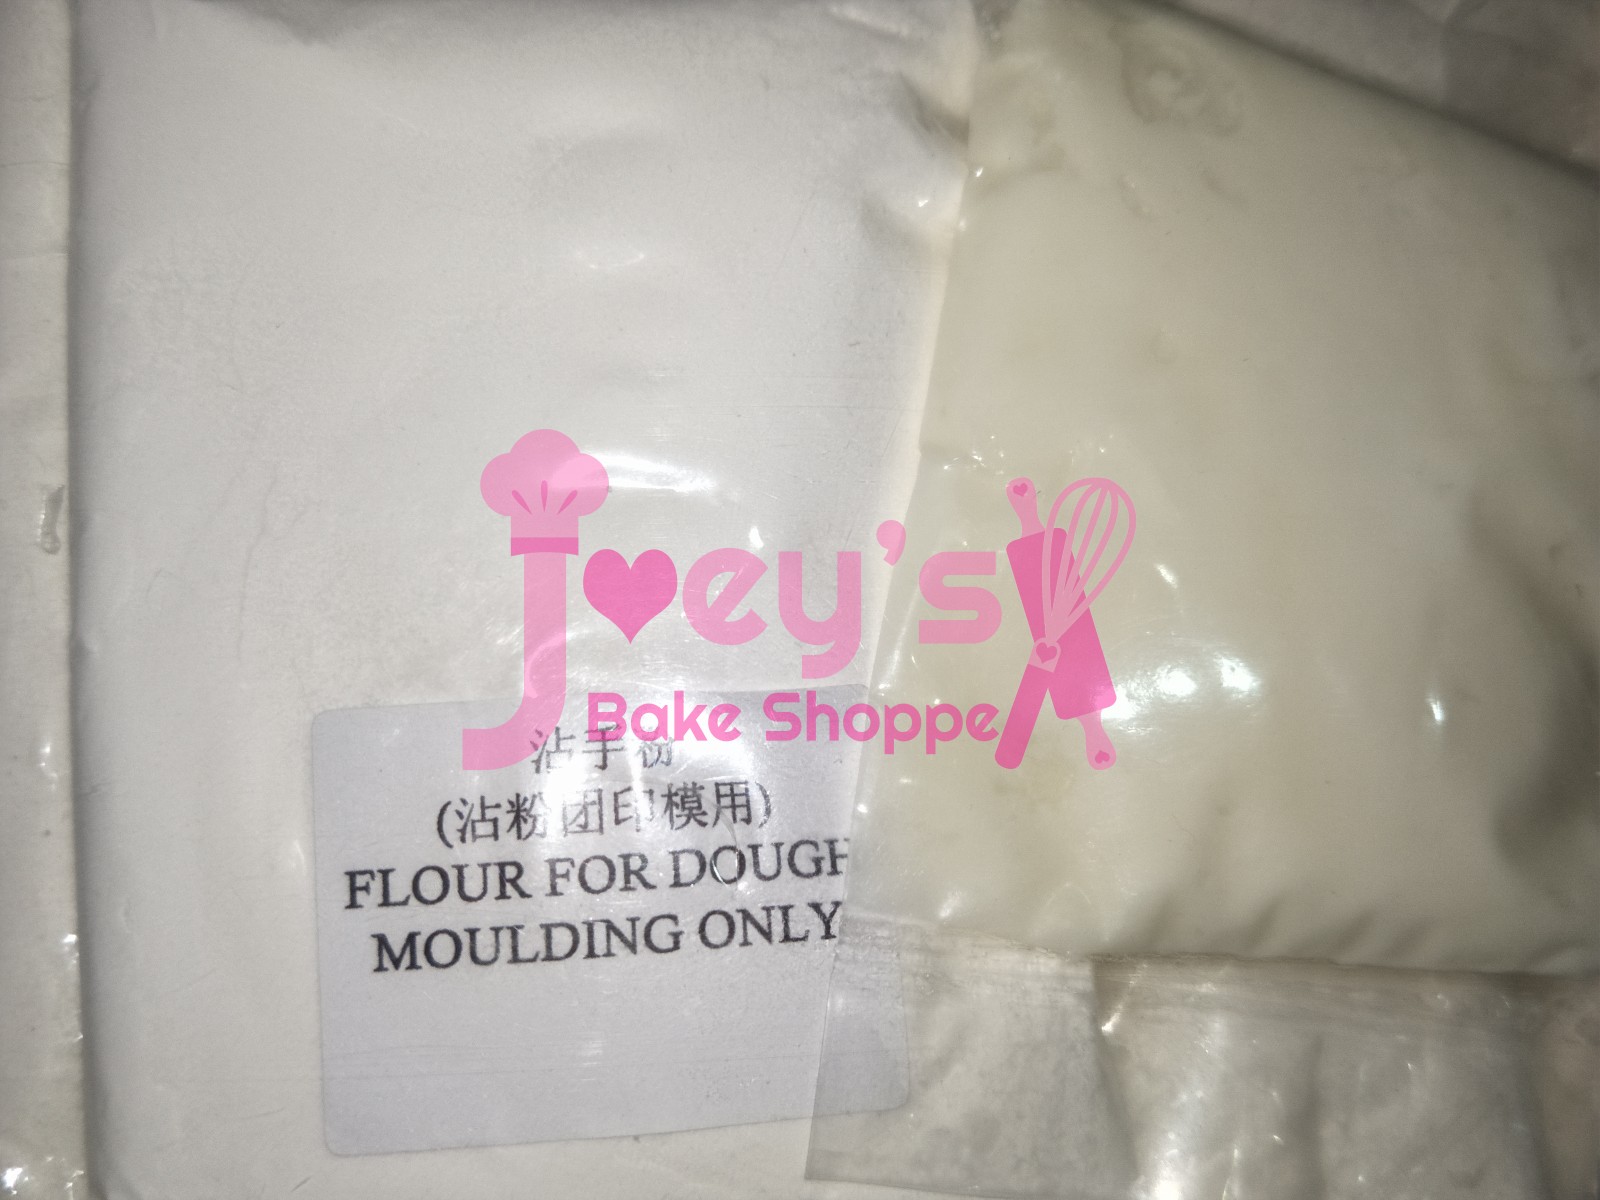 Joey's
Bake Shoppe
沾手粉
(沾粉团印模用)
FLOUR FOR DOUGH
MOULDING ONLY